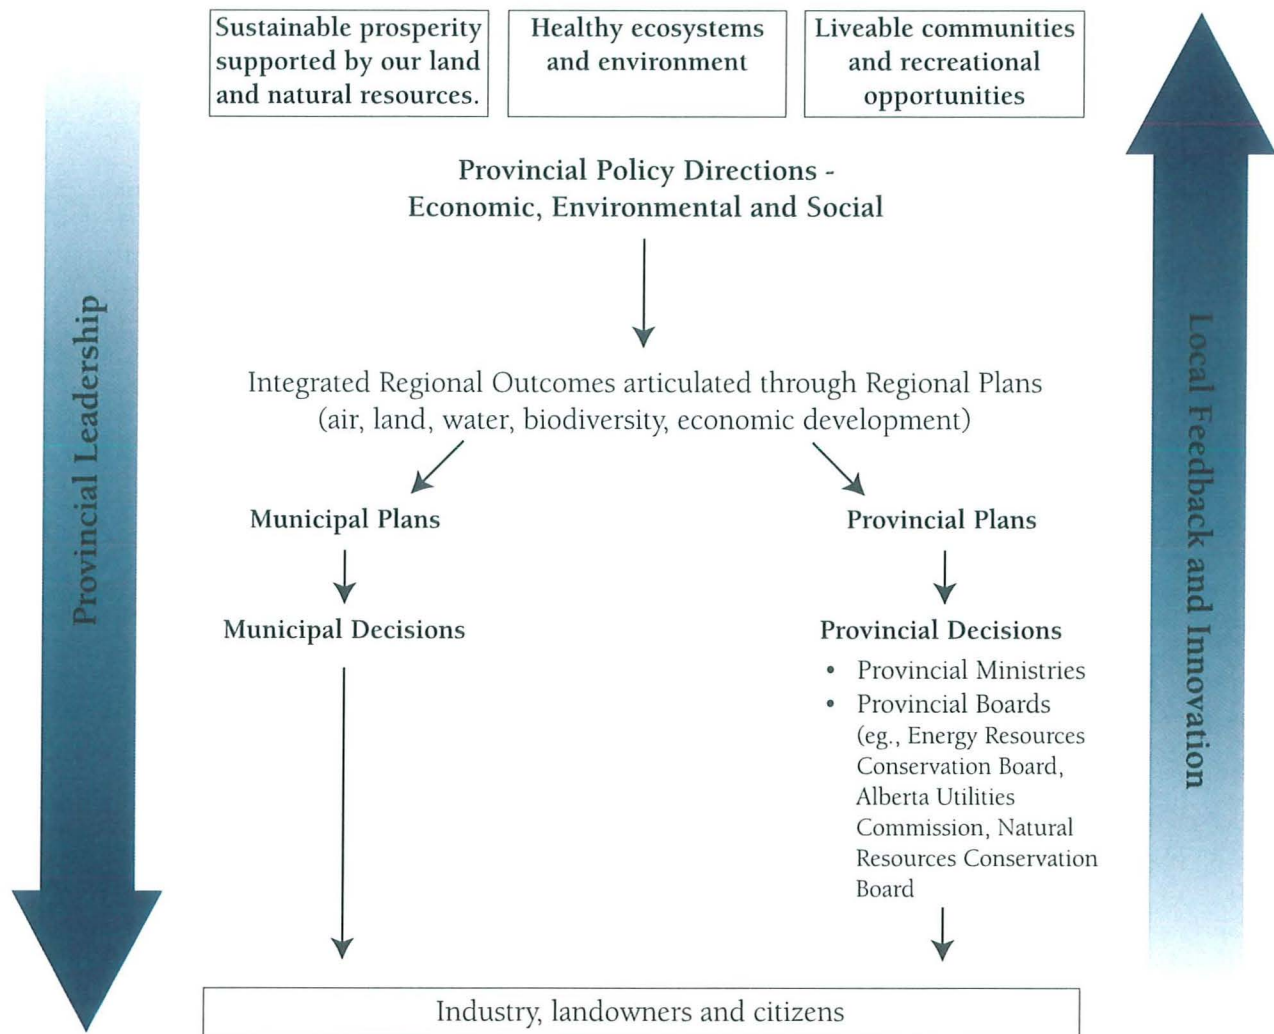 Sustainable prosperity
supported by our land
and natural resources.
Healthy ecosystems
and environment
Liveable communities
and recreational
opportunities
Provincial Policy Directions -
Economic, Environmental and Social
Provincial Leadership
Local Feedback and Innovation
Integrated Regional Outcomes articulated through Regional Plans
(air, land, water, biodiversity, economic development)
Municipal Plans
Provincial Plans
Municipal Decisions
Provincial Decisions
• Provincial Ministries
• Provincial Boards
(eg., Energy Resources
Conservation Board,
Alberta Utilities
Commission, Natural
Resources Conservation
Board
Industry, landowners and citizens